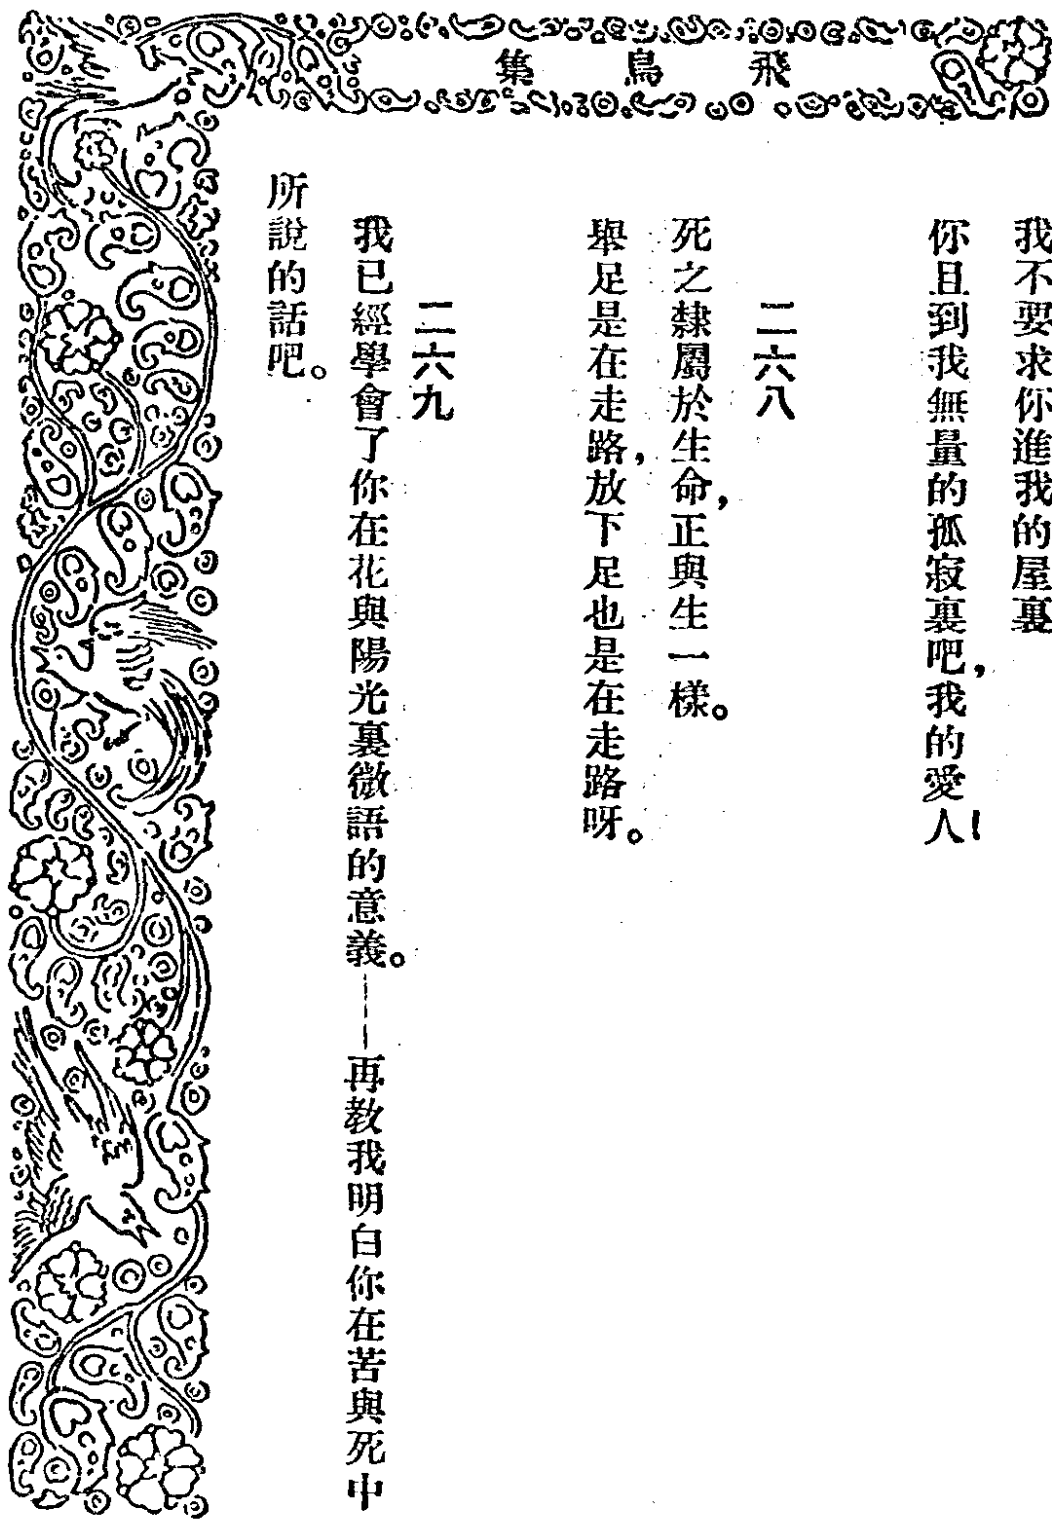 飛鳥集
我不要求你進我的屋裏
你且到我無量的孤寂裏吧，我的愛人！
二六八
死之隸屬於生命，正與生一樣。
舉足是在走路，放下足也是在走路呀。
二六九
我已經學會了你在花與陽光裏微語的意義。——再教我明白你在苦與死中
所說的話吧。